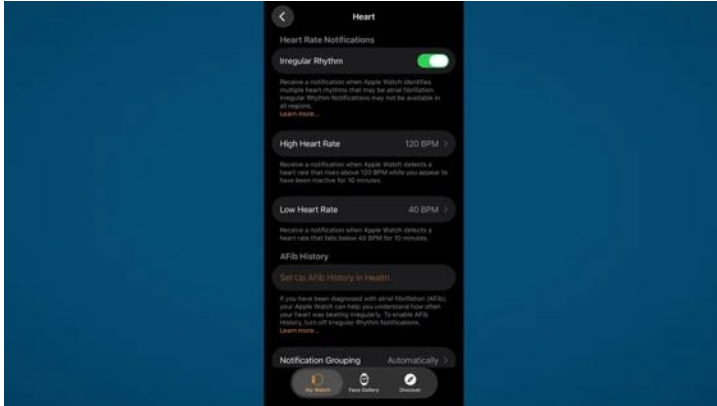 Heart
Heart Rate Notifications
Irregular Rhythm
Receive a notification when Apple Watch identifies
multiple heart rhythms that may be atrial fibrillation.
Irregular Rhythm Notifications may not be available in
all regions.
Learn more...
High Heart Rate 120 BPM >
Receive a notification when Apple Watch detects a
heart rate that rises above 120 BPM while you appear to
have been inactive for 10 minutes.
Low Heart Rate 40 BPM >
Receive a notification when Apple Watch detects a
heart rate that falls below 40 BPM for 10 minutes.
AFib History
Set Up AFib History in Health
If you have been diagnosed with atrial fibrillation (AFib),
your Apple Watch can help you understand how often
your heart was beating irregularly. To enable AFib
History, turn off Irregular Rhythm Notifications.
Learn more...
Notification Grouping Automatically >
My Watch Face Gallery Discover